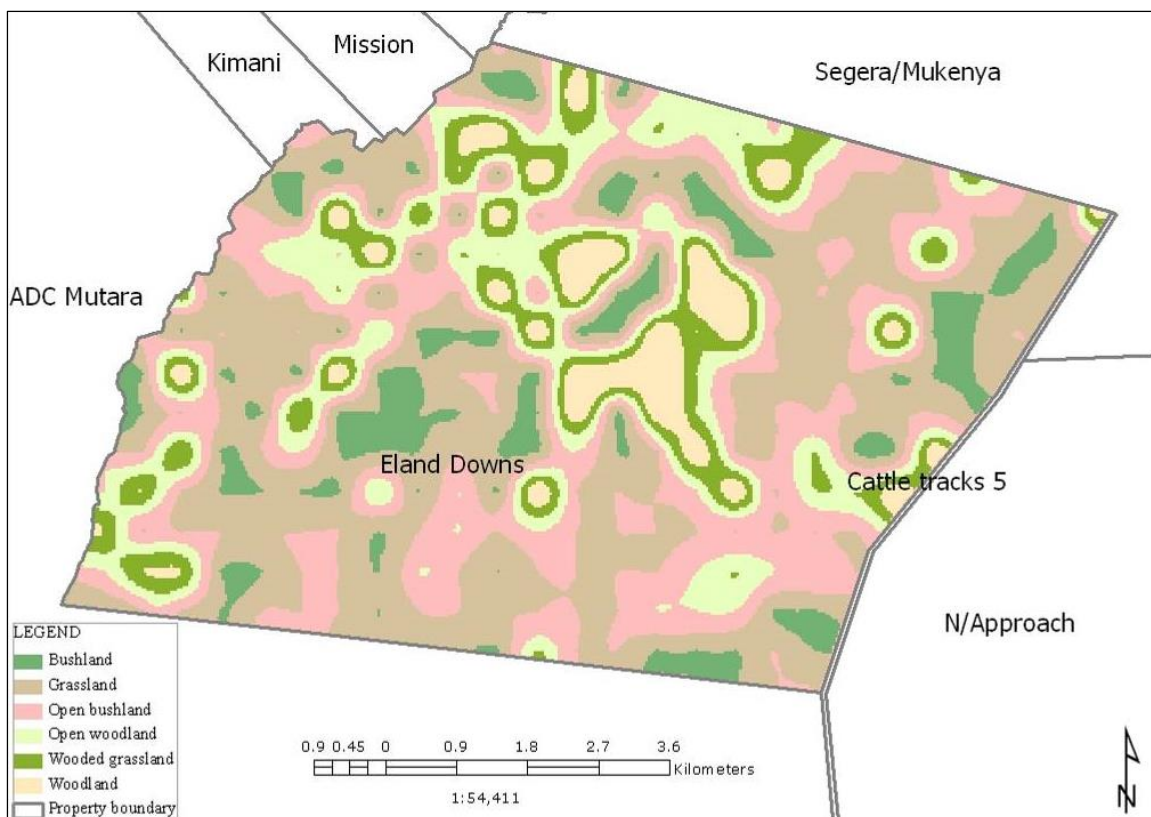 Mission
Kimani
Segera/Mukenya
ADC Mutara
Eland Downs
Cattle tracks 5
N/Approach
LEGEND
Bushland
Grassland
Open bushland
Open woodland
Wooded grassland
Woodland
Property boundary
0.9 0.45 0 0.9 1.8 2.7 3.6
Kilometers
1:54,411
N